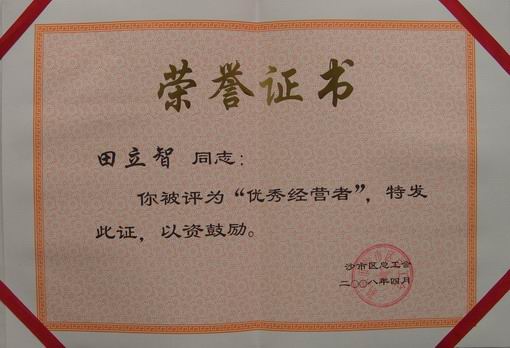 荣誉证书
田立智 同志：
你被评为“优秀经营者”，特发
此证，以资鼓励。
沙市区总工会
二〇〇八年四月